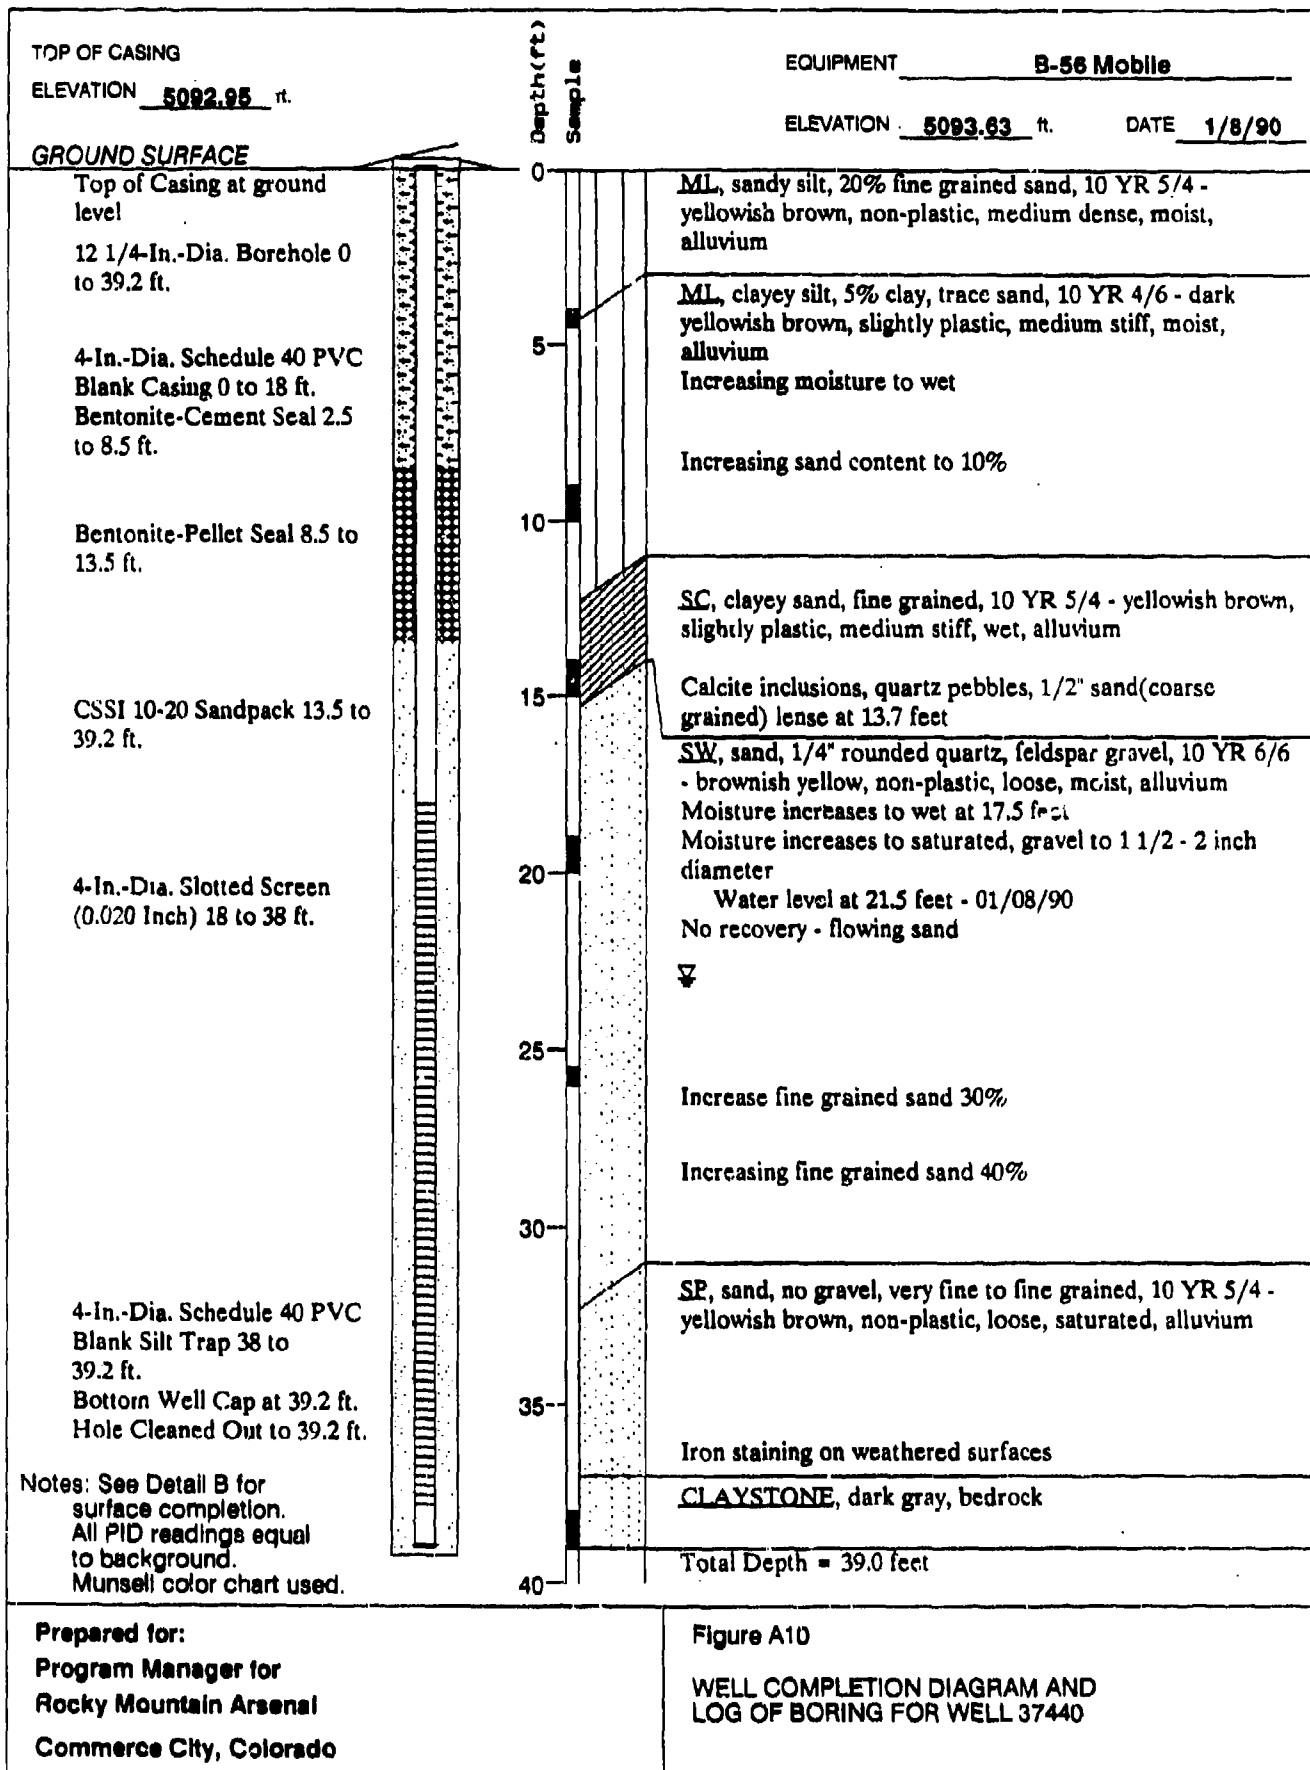 TOP OF CASING
ELEVATION 5092.95 ft.
GROUND SURFACE
Depth(ft)
Sample
EQUIPMENT B-56 Mobile
ELEVATION 5093.63 ft. DATE 1/8/90
Top of Casing at ground
level
12 1/4-In.-Dia. Borehole 0
to 39.2 ft.
4-In.-Dia. Schedule 40 PVC
Blank Casing 0 to 18 ft.
Bentonite-Cement Seal 2.5
to 8.5 ft.
Bentonite-Pellet Seal 8.5 to
13.5 ft.
CSSI 10-20 Sandpack 13.5 to
39.2 ft.
4-In.-Dia. Slotted Screen
(0.020 Inch) 18 to 38 ft.
4-In.-Dia. Schedule 40 PVC
Blank Silt Trap 38 to
39.2 ft.
Bottom Well Cap at 39.2 ft.
Hole Cleaned Out to 39.2 ft.
Notes: See Detail B for
surface completion.
All PID readings equal
to background.
Munsell color chart used.
0
5
10
15
20
25
30
35
40
ML, sandy silt, 20% fine grained sand, 10 YR 5/4 -
yellowish brown, non-plastic, medium dense, moist,
alluvium
ML, clayey silt, 5% clay, trace sand, 10 YR 4/6 - dark
yellowish brown, slightly plastic, medium stiff, moist,
alluvium
Increasing moisture to wet
Increasing sand content to 10%
SC, clayey sand, fine grained, 10 YR 5/4 - yellowish brown,
slightly plastic, medium stiff, wet, alluvium
Calcite inclusions, quartz pebbles, 1/2" sand(coarse
grained) lense at 13.7 feet
SW, sand, 1/4" rounded quartz, feldspar gravel, 10 YR 6/6
- brownish yellow, non-plastic, loose, moist, alluvium
Moisture increases to wet at 17.5 feet
Moisture increases to saturated, gravel to 1 1/2 - 2 inch
diameter
Water level at 21.5 feet - 01/08/90
No recovery - flowing sand
Increase fine grained sand 30%
Increasing fine grained sand 40%
SP, sand, no gravel, very fine to fine grained, 10 YR 5/4 -
yellowish brown, non-plastic, loose, saturated, alluvium
Iron staining on weathered surfaces
CLAYSTONE, dark gray, bedrock
Total Depth = 39.0 feet
Prepared for:
Program Manager for
Rocky Mountain Arsenal
Commerce City, Colorado
Figure A10
WELL COMPLETION DIAGRAM AND
LOG OF BORING FOR WELL 37440